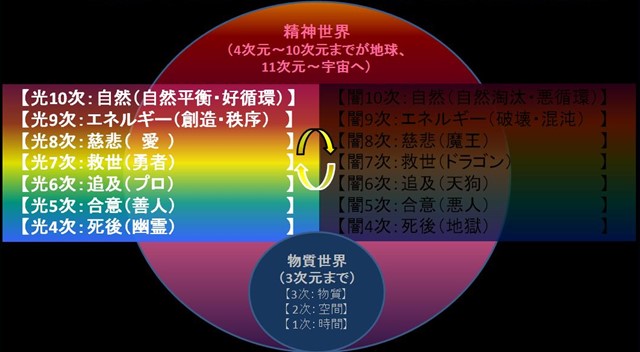 精神世界
(4次元～10次元までが地球、
11次元～宇宙へ)
【光10次:自然(自然平衡・好循環)】
【光9次:エネルギー(創造・秩序) 】
【光8次:慈悲( 愛 ) 】
【光7次:救世(勇者) 】
【光6次:追及(プロ) 】
【光5次:合意(善人) 】
【光4次:死後(幽霊) 】
【闇10次:自然(自然淘汰・悪循環)】
【闇9次:エネルギー(破壊・混沌) 】
【闇8次:慈悲(魔王) 】
【闇7次:救世(ドラゴン) 】
【闇6次:追及(天狗) 】
【闇5次:合意(悪人) 】
【闇4次:死後(地獄) 】
物質世界
(3次元まで)
【3次:物質】
【2次:空間】
【1次:時間】